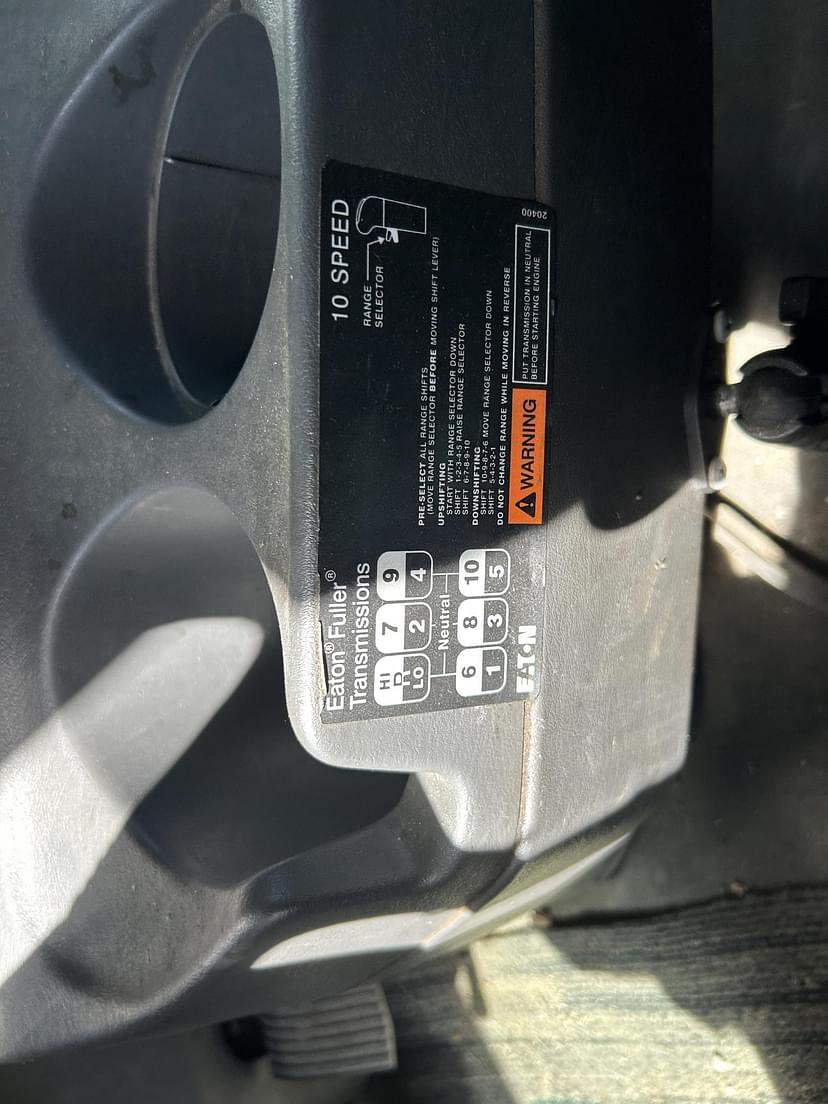 Eaton® Fuller®
Transmissions
HI
R
LO
7
2
9
4
Neutral
6
1
8
3
10
5
EATON
10 SPEED
RANGE
SELECTOR
PRE-SELECT ALL RANGE SHIFTS
(MOVE RANGE SELECTOR BEFORE MOVING SHIFT LEVER)
UPSHIFTING
START WITH RANGE SELECTOR DOWN
SHIFT 1-2-3-4-5 RAISE RANGE SELECTOR
SHIFT 6-7-8-9-10
DOWNSHIFTING
SHIFT 10-9-8-7-6 MOVE RANGE SELECTOR DOWN
SHIFT 5-4-3-2-1
DO NOT CHANGE RANGE WHILE MOVING IN REVERSE
WARNING
PUT TRANSMISSION IN NEUTRAL
BEFORE STARTING ENGINE
20400